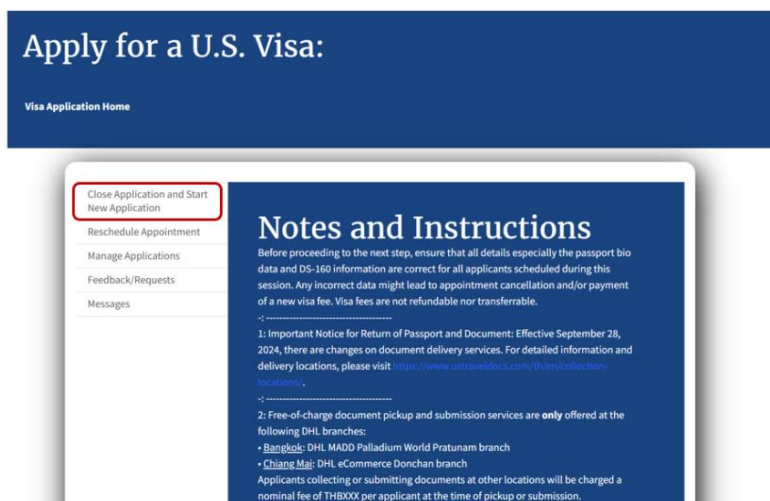 Apply for a U.S. Visa:
Visa Application Home
Close Application and Start
New Application
Reschedule Appointment
Manage Applications
Feedback/Requests
Messages
Notes and Instructions
Before proceeding to the next step, ensure that all details especially the passport bio
data and DS-160 information are correct for all applicants scheduled during this
session. Any incorrect data might lead to appointment cancellation and/or payment
of a new visa fee. Visa fees are not refundable nor transferrable.
-: --------------------------------------
1: Important Notice for Return of Passport and Document: Effective September 28,
2024, there are changes on document delivery services. For detailed information and
delivery locations, please visit https://www.ustraveldocs.com/th/en/collection-
locations/.
-: --------------------------------------
2: Free-of-charge document pickup and submission services are only offered at the
following DHL branches:
• Bangkok: DHL MADD Palladium World Pratunam branch
• Chiang Mai: DHL eCommerce Donchan branch
Applicants collecting or submitting documents at other locations will be charged a
nominal fee of THBXXX per applicant at the time of pickup or submission.